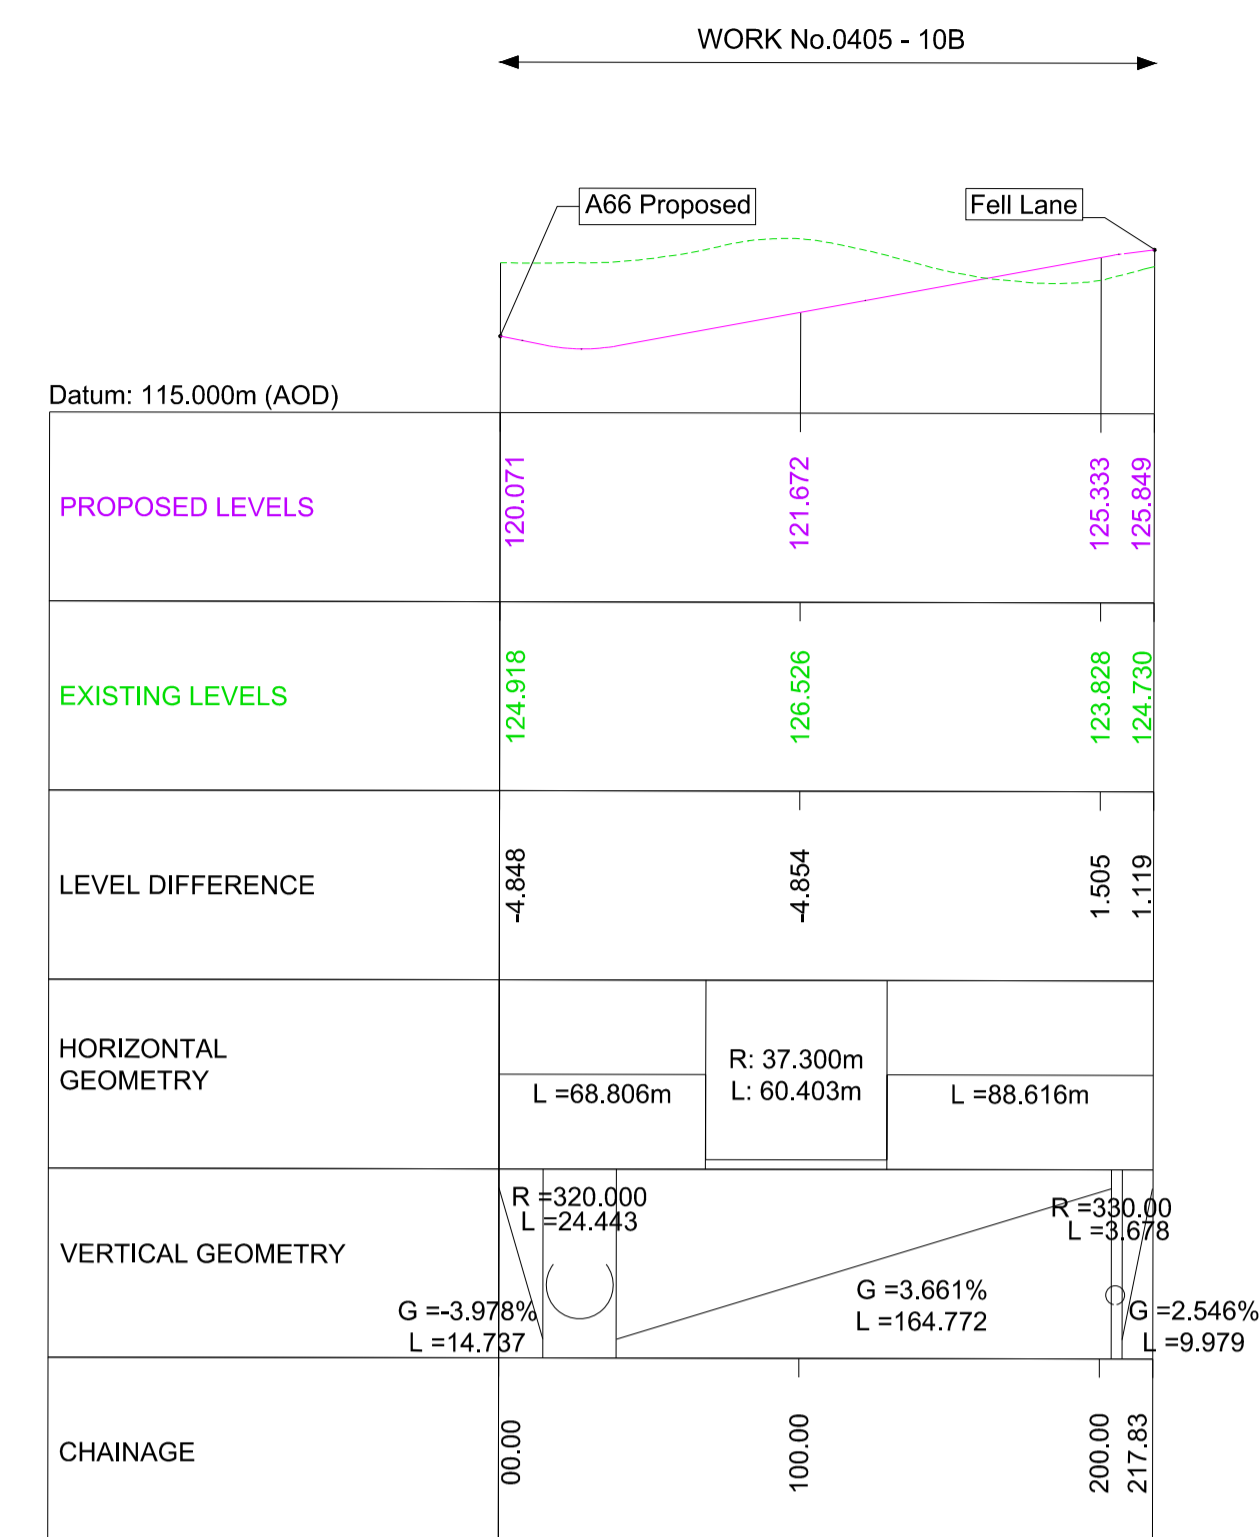 WORK No.0405 - 10B
A66 Proposed
Fell Lane
Datum: 115.000m (AOD)
PROPOSED LEVELS
120.071
121.672
125.333
125.849
EXISTING LEVELS
124.918
126.526
123.828
124.730
LEVEL DIFFERENCE
-4.848
-4.854
1.505
1.119
HORIZONTAL
GEOMETRY
L =68.806m
R: 37.300m
L: 60.403m
L =88.616m
VERTICAL GEOMETRY
G =-3.978%
L =14.737
R =320.000
L =24.443
G =3.661%
L =164.772
R =330.00
L =3.678
G =2.546%
L =9.979
CHAINAGE
00.00
100.00
200.00
217.83